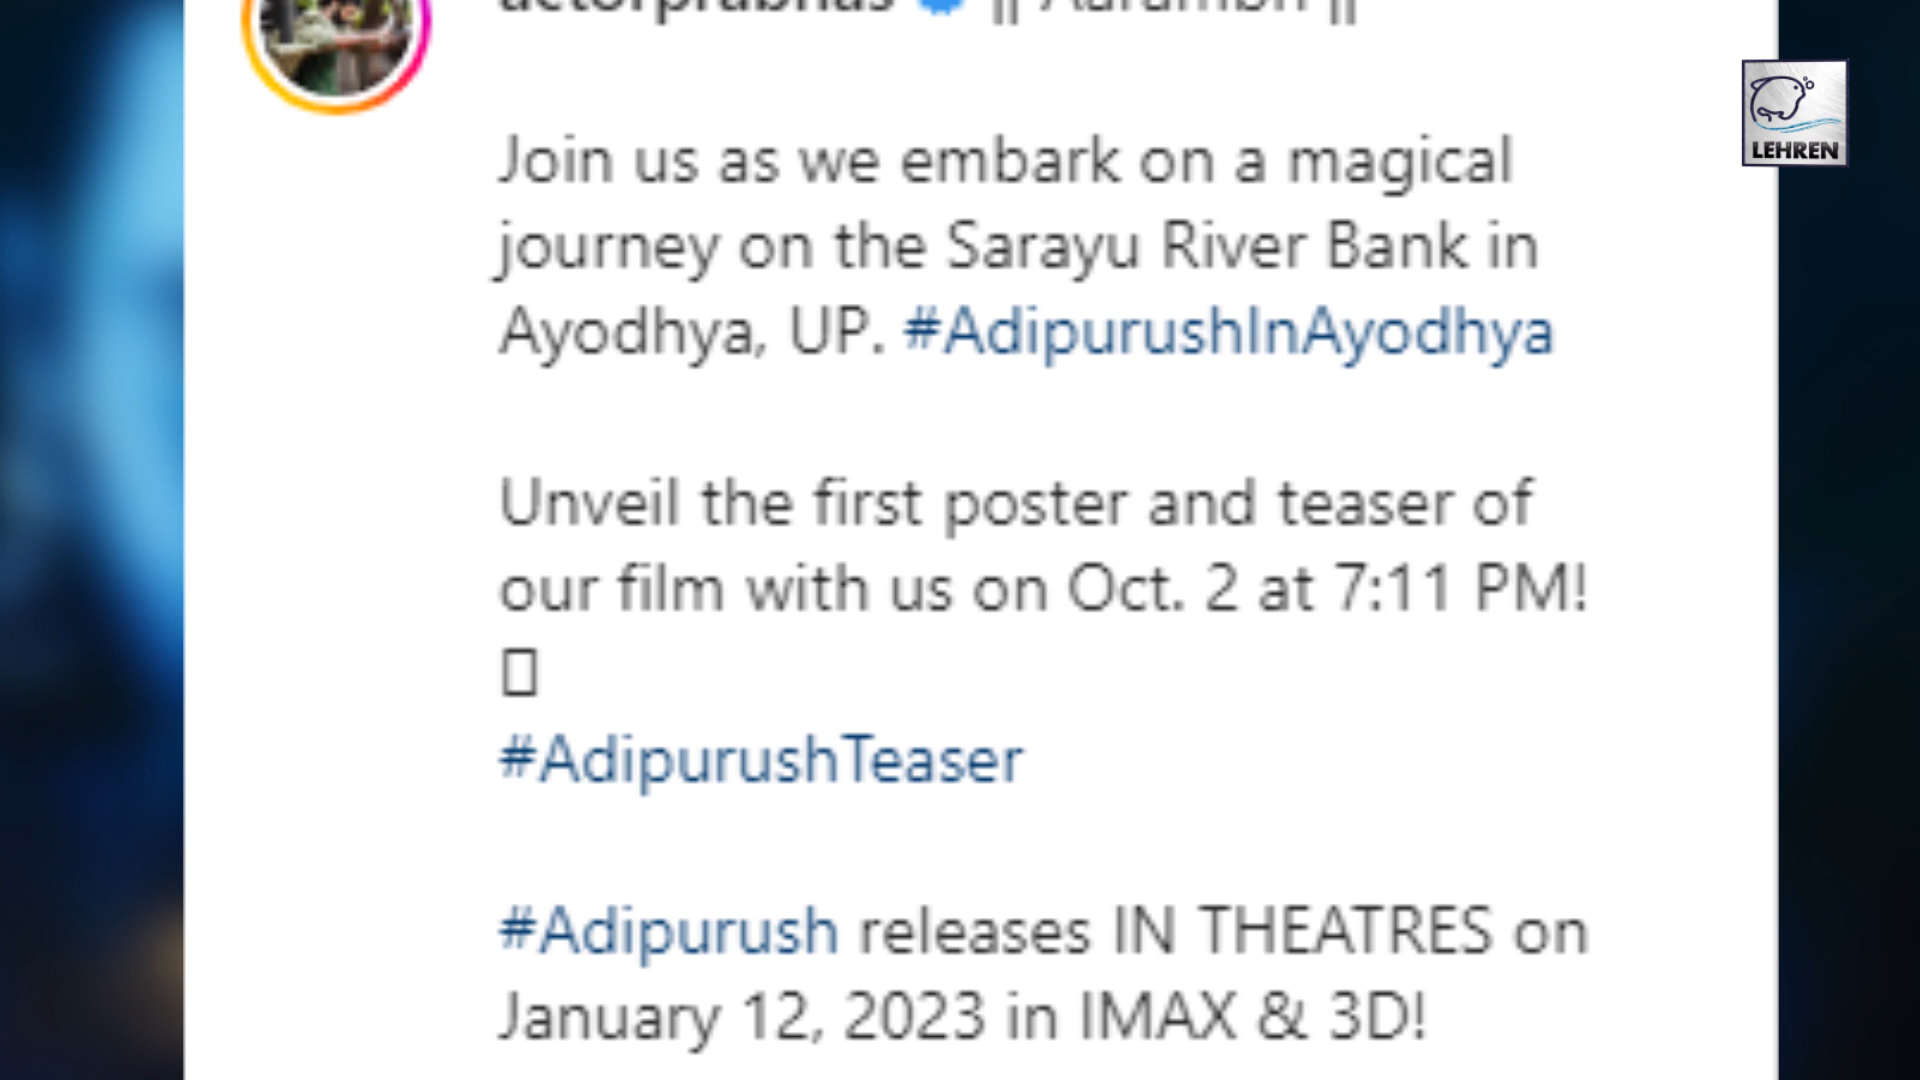 actorprabhas || Aarambh ||
LEHREN
Join us as we embark on a magical
journey on the Sarayu River Bank in
Ayodhya, UP. #AdipurushInAyodhya
Unveil the first poster and teaser of
our film with us on Oct. 2 at 7:11 PM!
#AdipurushTeaser
#Adipurush releases IN THEATRES on
January 12, 2023 in IMAX & 3D!